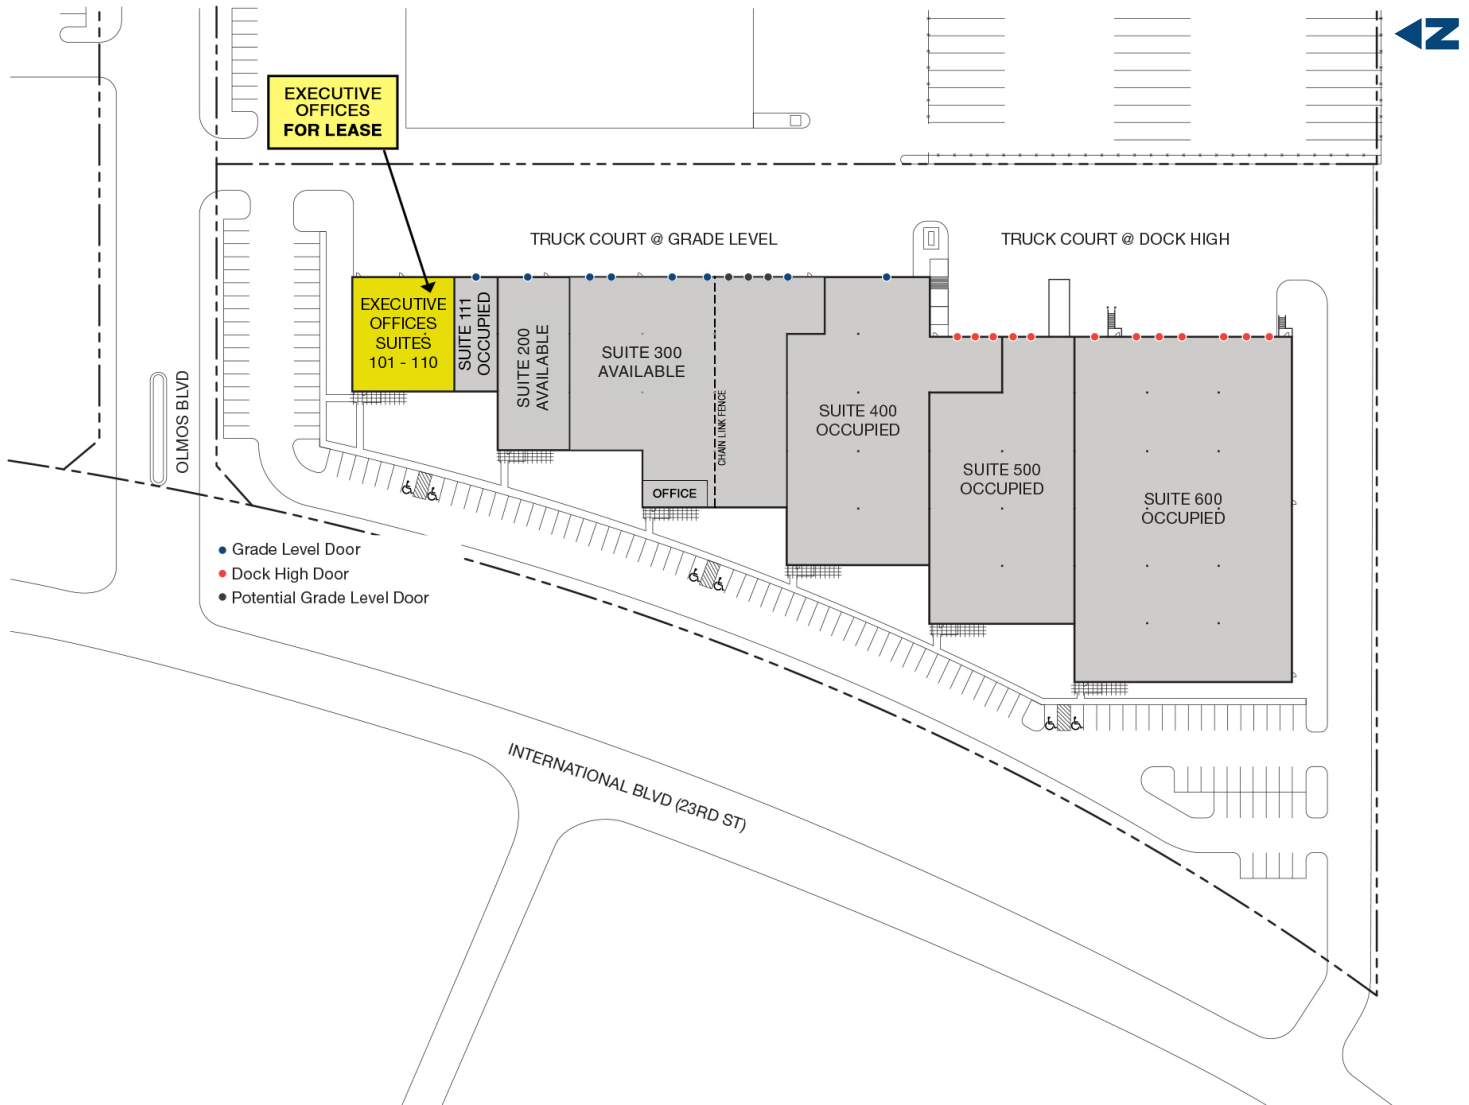 N
EXECUTIVE
OFFICES
FOR LEASE
TRUCK COURT @ GRADE LEVEL
TRUCK COURT @ DOCK HIGH
EXECUTIVE
OFFICES
SUITES
101 - 110
SUITE 111
OCCUPIED
SUITE 200
AVAILABLE
SUITE 300
AVAILABLE
CHAIN LINK FENCE
OFFICE
SUITE 400
OCCUPIED
SUITE 500
OCCUPIED
SUITE 600
OCCUPIED
OLMOS BLVD
Grade Level Door
Dock High Door
Potential Grade Level Door
INTERNATIONAL BLVD (23RD ST)